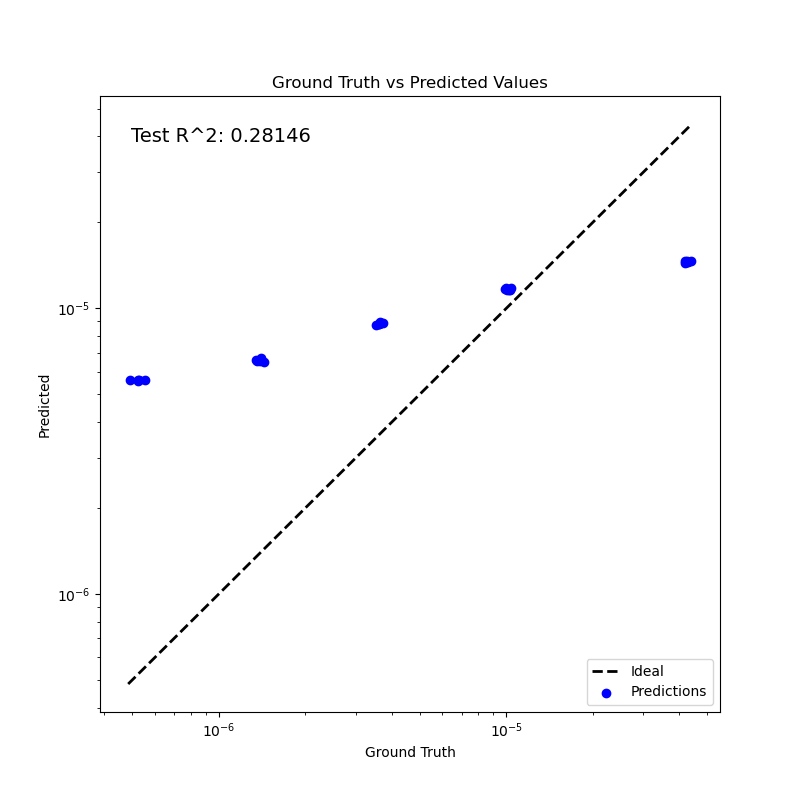 Ground Truth vs Predicted Values
Test R^2: 0.28146
10⁻⁵
10⁻⁶
Predicted
10⁻⁶
10⁻⁵
Ground Truth
Ideal
Predictions